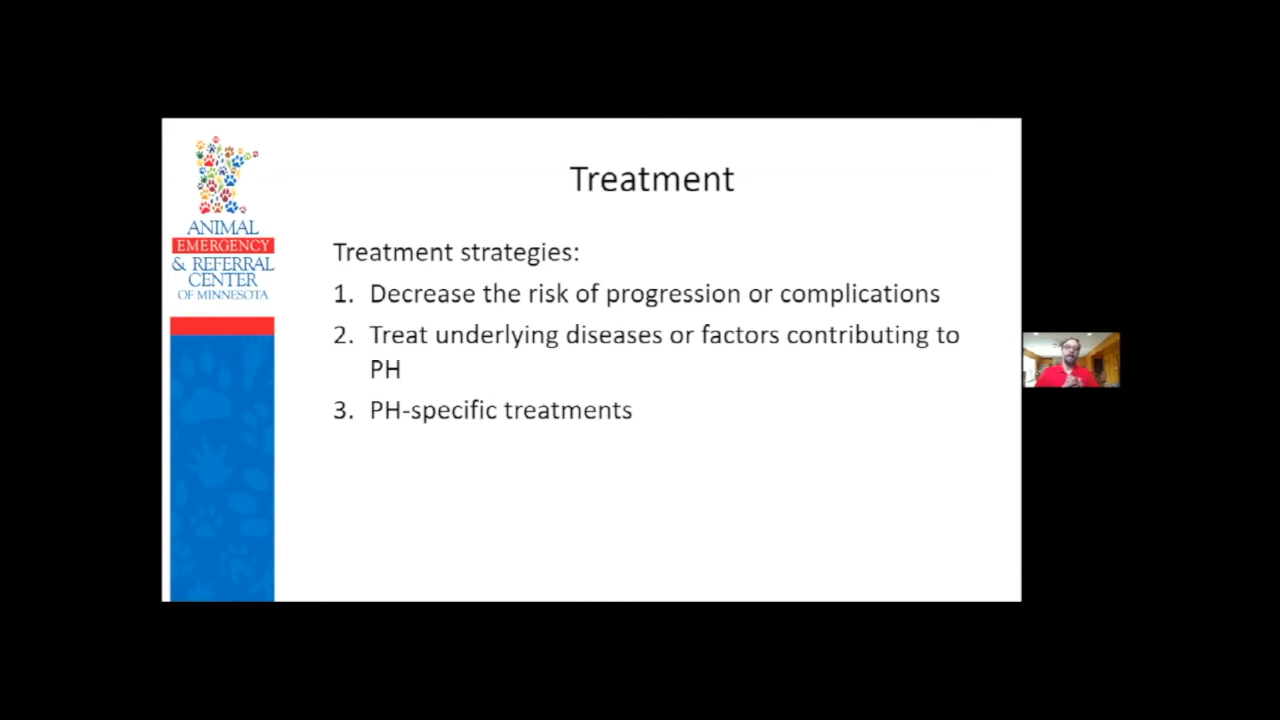 ANIMAL
EMERGENCY
& REFERRAL
CENTER
OF MINNESOTA
Treatment
Treatment strategies:
1. Decrease the risk of progression or complications
2. Treat underlying diseases or factors contributing to
PH
3. PH-specific treatments